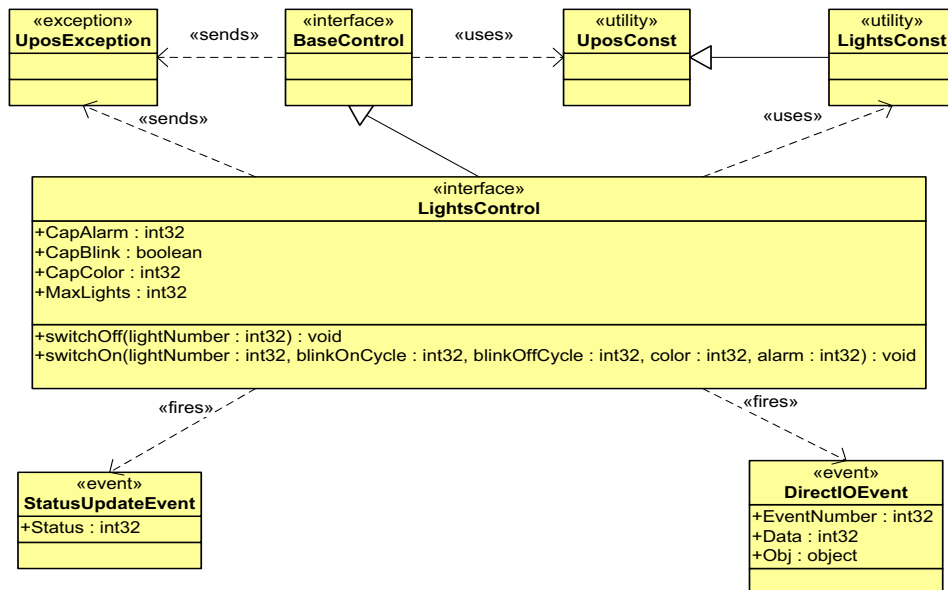 «exception»
UposException
«sends»
«interface»
BaseControl
«uses»
«utility»
UposConst
«utility»
LightsConst
«sends»
«uses»
«interface»
LightsControl
+CapAlarm : int32
+CapBlink : boolean
+CapColor : int32
+MaxLights : int32
+switchOff(lightNumber : int32) : void
+switchOn(lightNumber : int32, blinkOnCycle : int32, blinkOffCycle : int32, color : int32, alarm : int32) : void
«fires»
«fires»
«event»
StatusUpdateEvent
+Status : int32
«event»
DirectIOEvent
+EventNumber : int32
+Data : int32
+Obj : object